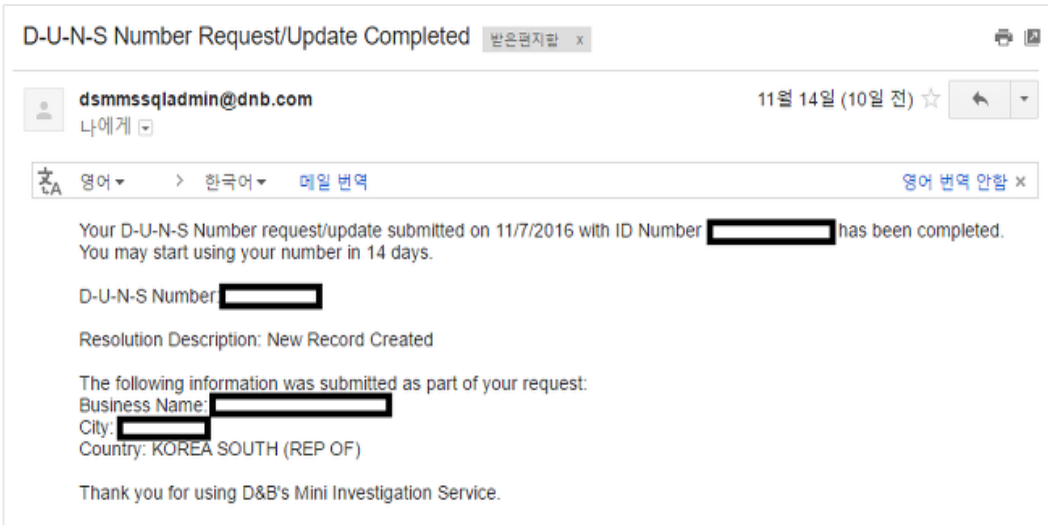 D-U-N-S Number Request/Update Completed 받은편지함 x
dsmmssqladmin@dnb.com 11월 14일 (10일 전)
나에게
영어 > 한국어 메일 번역 영어 번역 안함 ×
Your D-U-N-S Number request/update submitted on 11/7/2016 with ID Number has been completed.
You may start using your number in 14 days.
D-U-N-S Number:
Resolution Description: New Record Created
The following information was submitted as part of your request:
Business Name:
City:
Country: KOREA SOUTH (REP OF)
Thank you for using D&B's Mini Investigation Service.